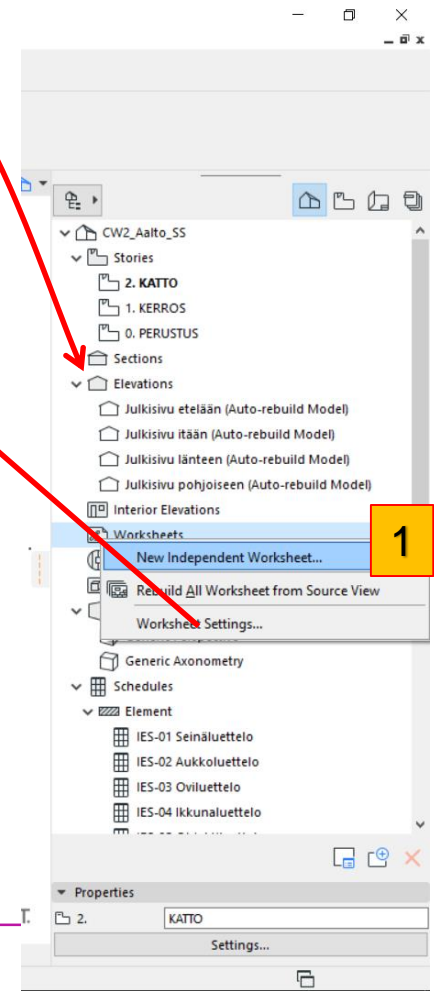 CW2_Aalto_SS
Stories
2. KATTO
1. KERROS
0. PERUSTUS
Sections
Elevations
Julkisivu etelään (Auto-rebuild Model)
Julkisivu itään (Auto-rebuild Model)
Julkisivu länteen (Auto-rebuild Model)
Julkisivu pohjoiseen (Auto-rebuild Model)
Interior Elevations
Worksheets
1
New Independent Worksheet...
Rebuild All Worksheet from Source View
Worksheet Settings...
Generic Axonometry
Schedules
Element
IES-01 Seinäluettelo
IES-02 Aukkoluettelo
IES-03 Oviluettelo
IES-04 Ikkunaluettelo
Properties
2. KATTO
Settings...